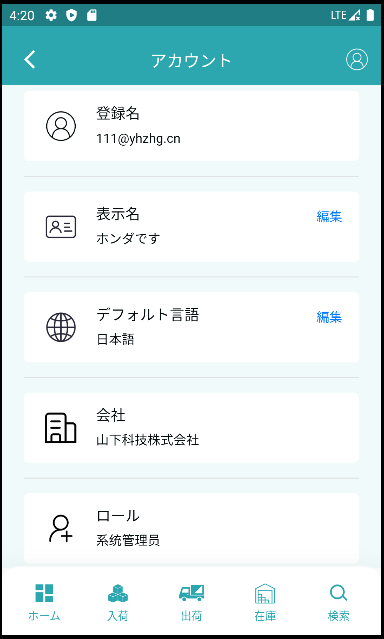 4:20 LTE
アカウント
登録名
111@yhzhg.cn
表示名
編集
ホンダです
デフォルト言語
編集
日本語
会社
山下科技株式会社
ロール
系统管理员
ホーム 入荷 出荷 在庫 検索